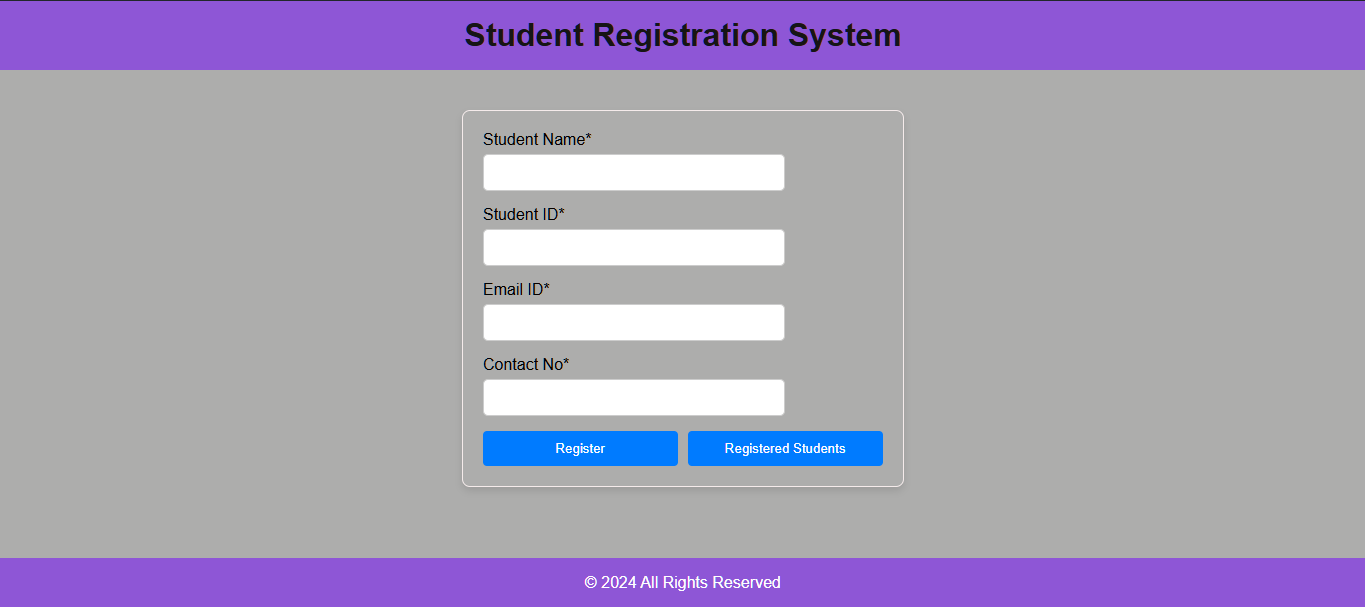 Student Registration System
Student Name*
Student ID*
Email ID*
Contact No*
Register
Registered Students
© 2024 All Rights Reserved